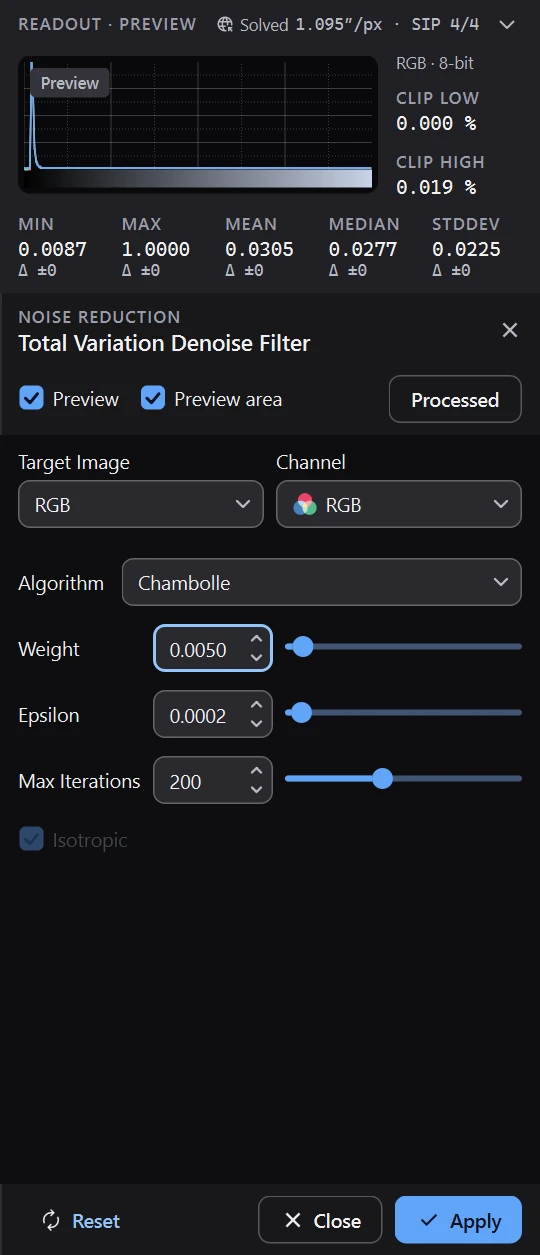 READOUT · PREVIEW Solved 1.095″/px · SIP 4/4
Preview
RGB · 8-bit
CLIP LOW
0.000 %
CLIP HIGH
0.019 %
MIN MAX MEAN MEDIAN STDDEV
0.0087 1.0000 0.0305 0.0277 0.0225
Δ ±0 Δ ±0 Δ ±0 Δ ±0 Δ ±0
NOISE REDUCTION
Total Variation Denoise Filter
Preview Preview area Processed
Target Image Channel
RGB RGB
Algorithm Chambolle
Weight 0.0050
Epsilon 0.0002
Max Iterations 200
Isotropic
Reset Close Apply